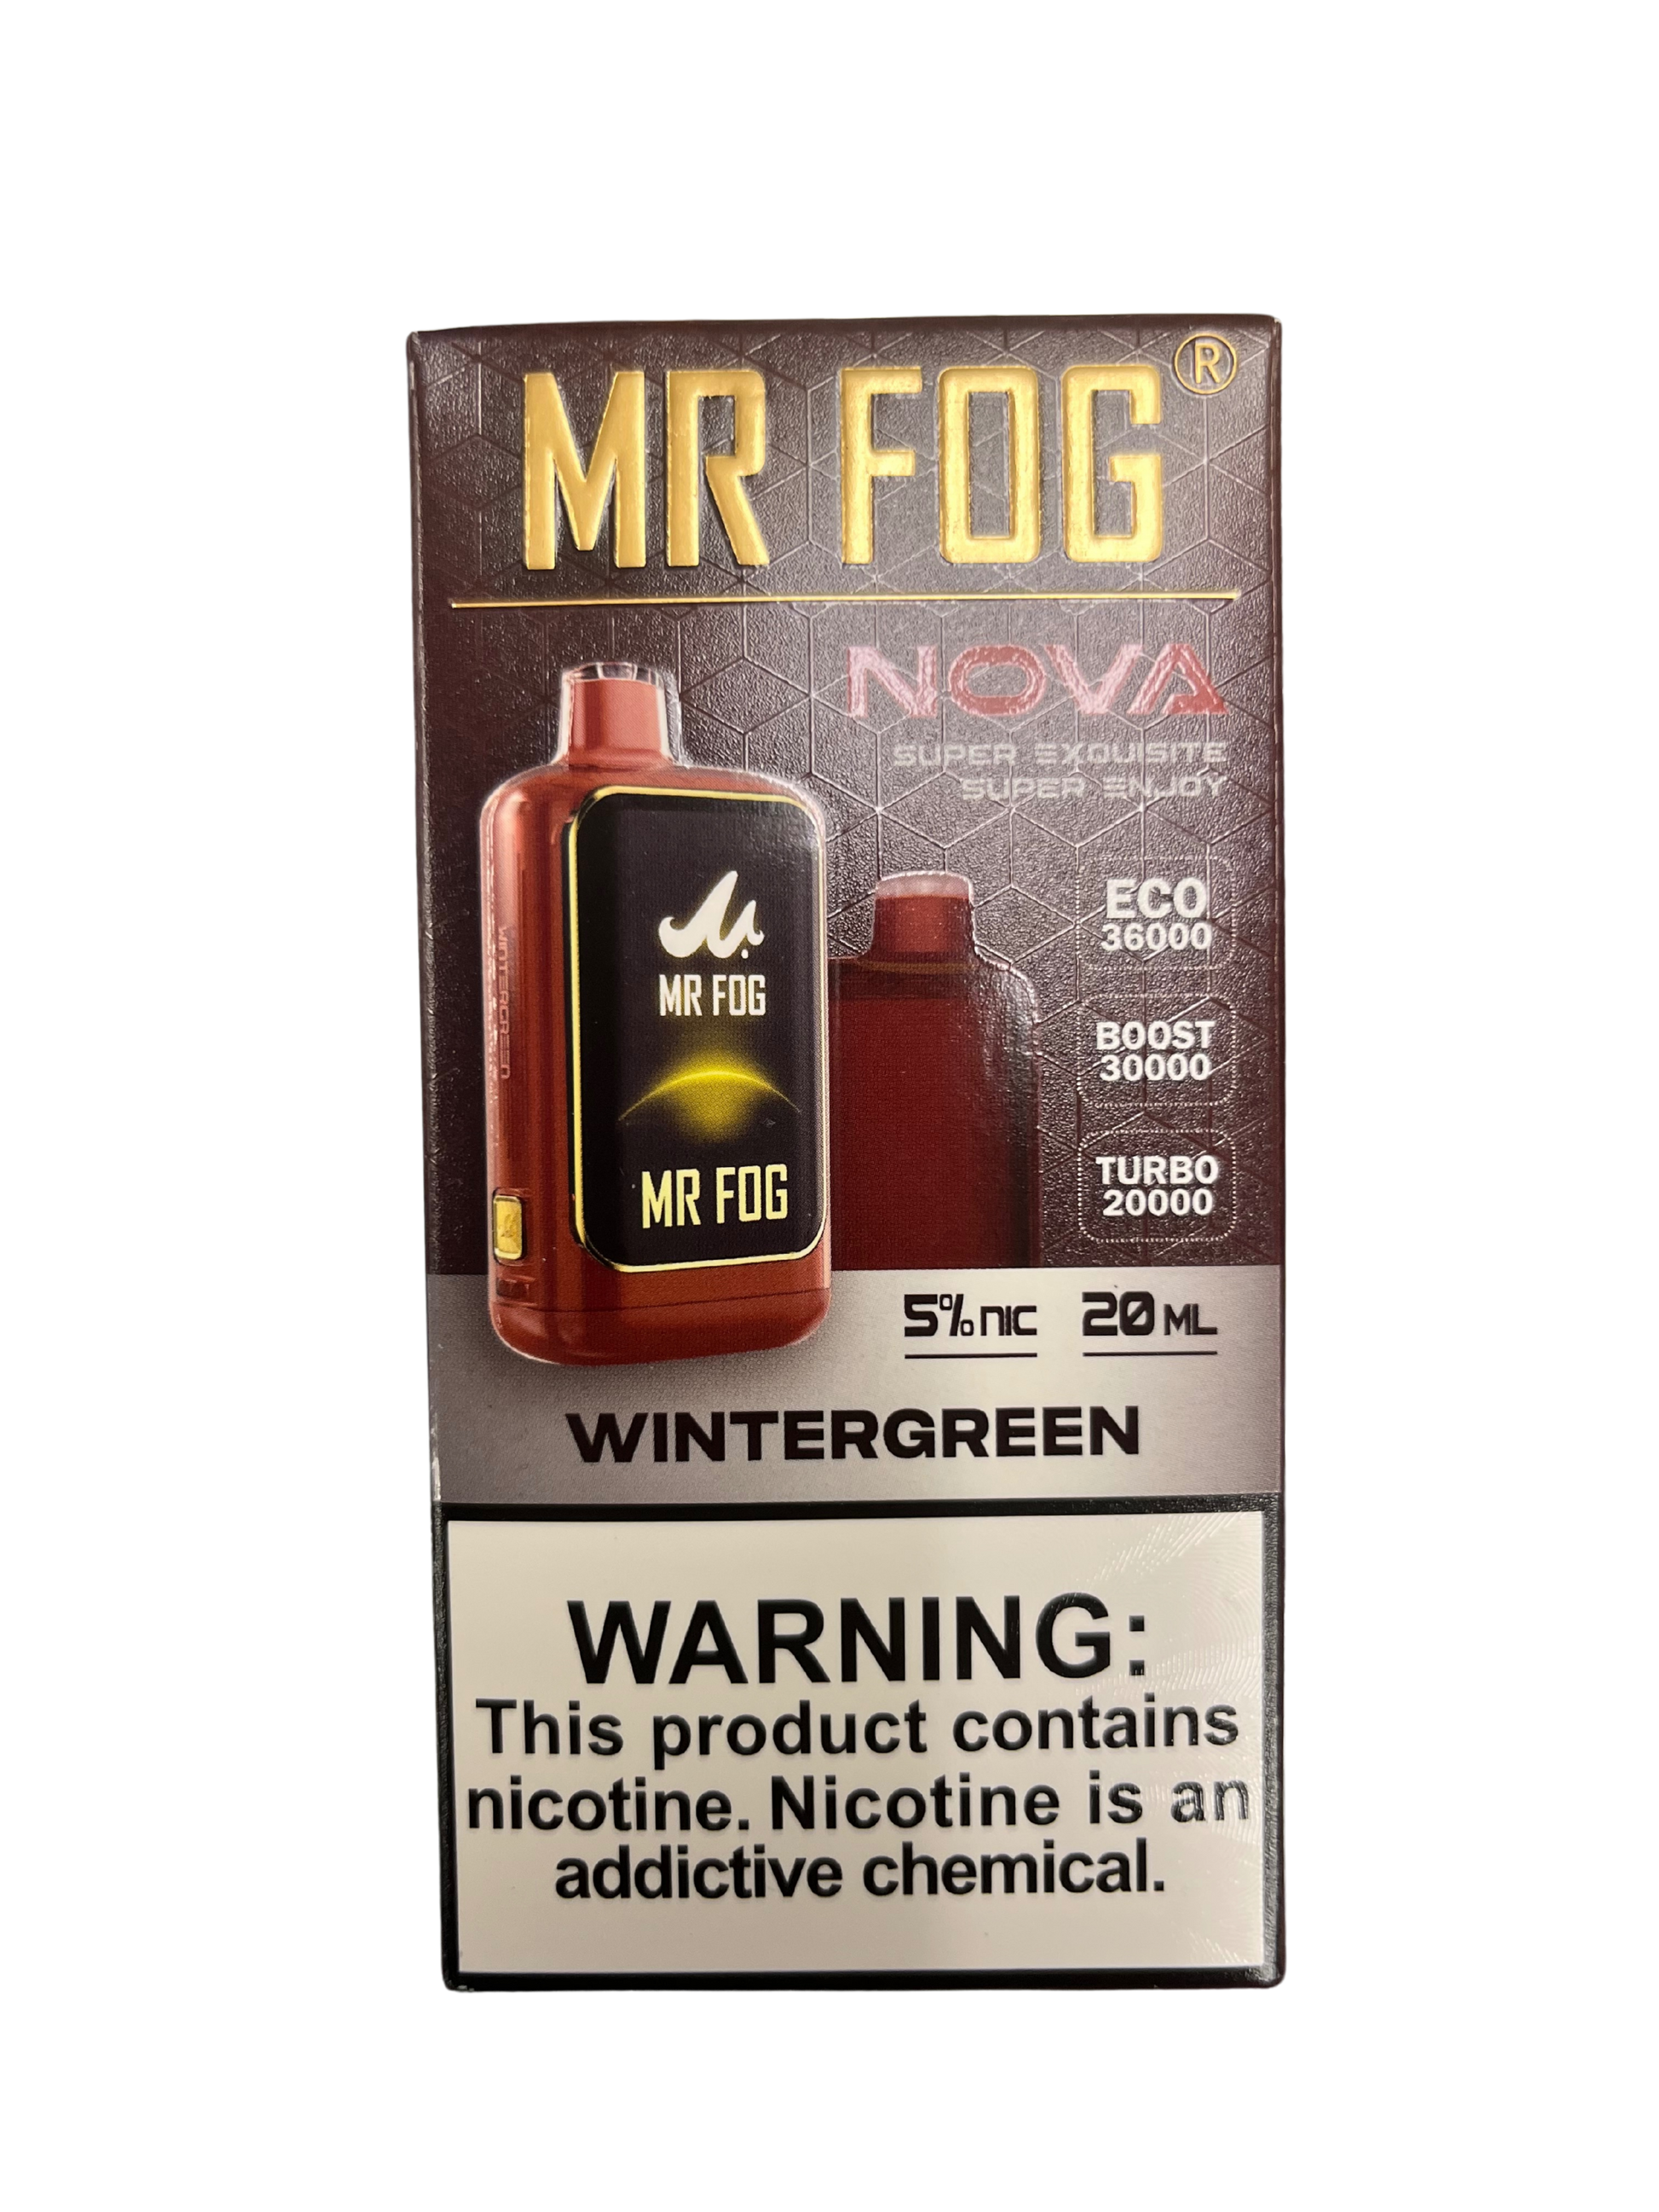 MR FOG®
NOVA
SUPER EXQUISITE
SUPER ENJOY
WINTERGREEN
MR FOG
MR FOG
ECO
36000
BOOST
30000
TURBO
20000
5% NIC 20 ML
WINTERGREEN
WARNING:
This product contains
nicotine. Nicotine is an
addictive chemical.